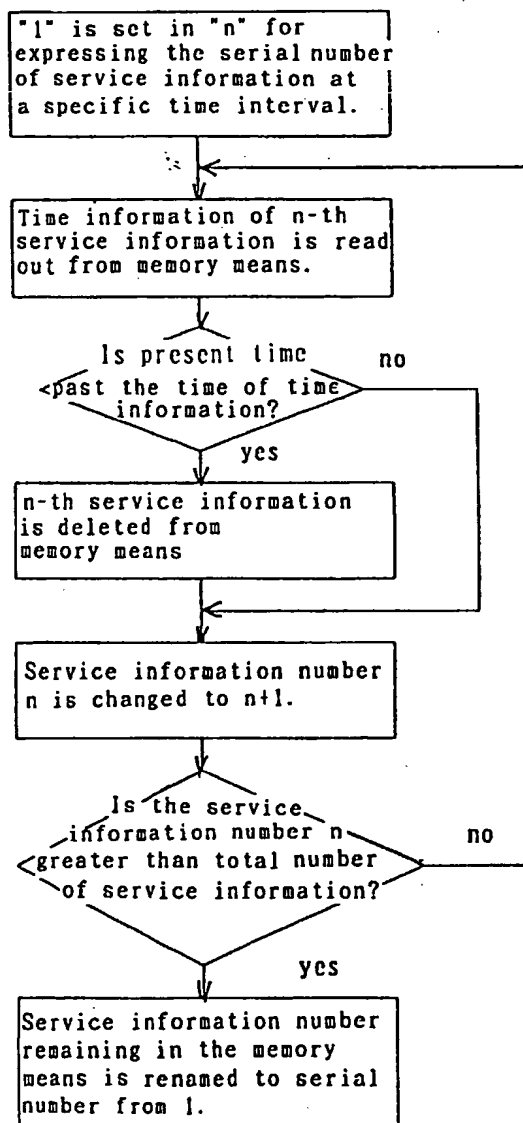 "1" is set in "n" for
expressing the serial number
of service information at
a specific time interval.
Time information of n-th
service information is read
out from memory means.
Is present time
past the time of time
information?
no
yes
n-th service information
is deleted from
memory means
Service information number
n is changed to n+1.
Is the service
information number n
greater than total number
of service information?
no
yes
Service information number
remaining in the memory
means is renamed to serial
number from 1.